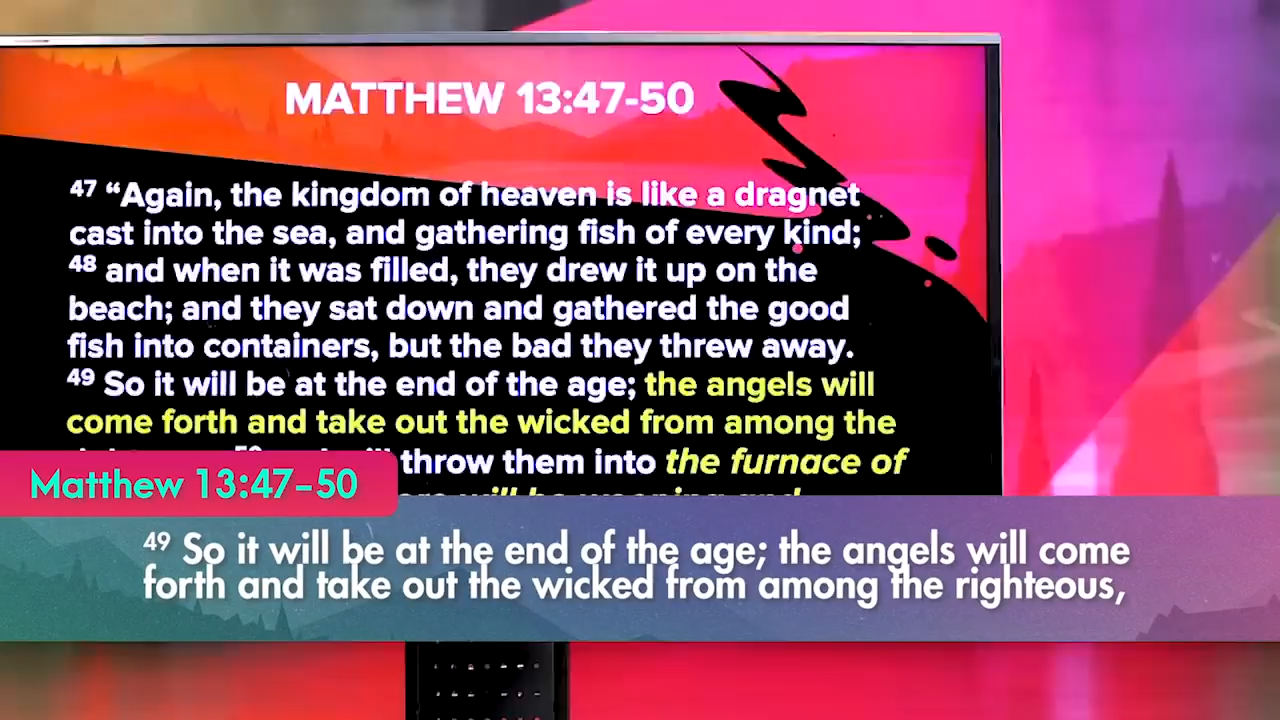 MATTHEW 13:47-50
47 “Again, the kingdom of heaven is like a dragnet
cast into the sea, and gathering fish of every kind;
48 and when it was filled, they drew it up on the
beach; and they sat down and gathered the good
fish into containers, but the bad they threw away.
49 So it will be at the end of the age; the angels will
come forth and take out the wicked from among the
throw them into the furnace of
will be weeping and
Matthew 13:47–50
49 So it will be at the end of the age; the angels will come
forth and take out the wicked from among the righteous,